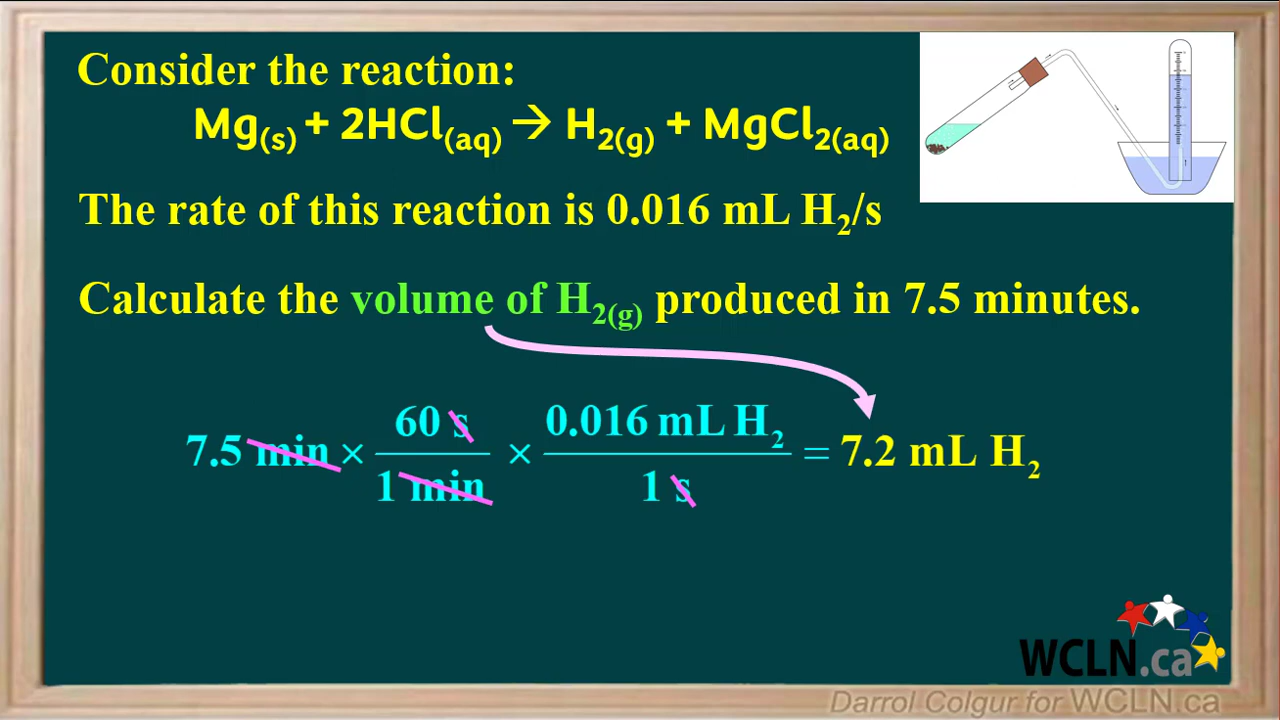 Consider the reaction:
Mg(s) + 2HCl(aq) → H2(g) + MgCl2(aq)
The rate of this reaction is 0.016 mL H2/s
Calculate the volume of H2(g) produced in 7.5 minutes.
7.5 min × 60 s / 1 min × 0.016 mL H2 / 1 s = 7.2 mL H2
WCLN.ca
Darrol Colgur for WCLN.ca